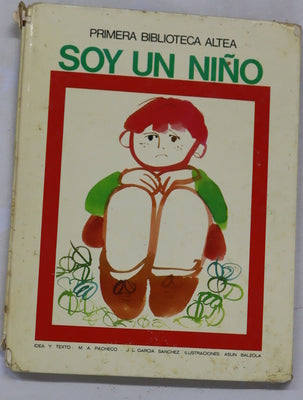 PRIMERA BIBLIOTECA ALTEA
SOY UN NIÑO
IDEA Y TEXTO: M. A. PACHECO - J. L. GARCIA SANCHEZ. ILUSTRACIONES: ASUN BALZOLA